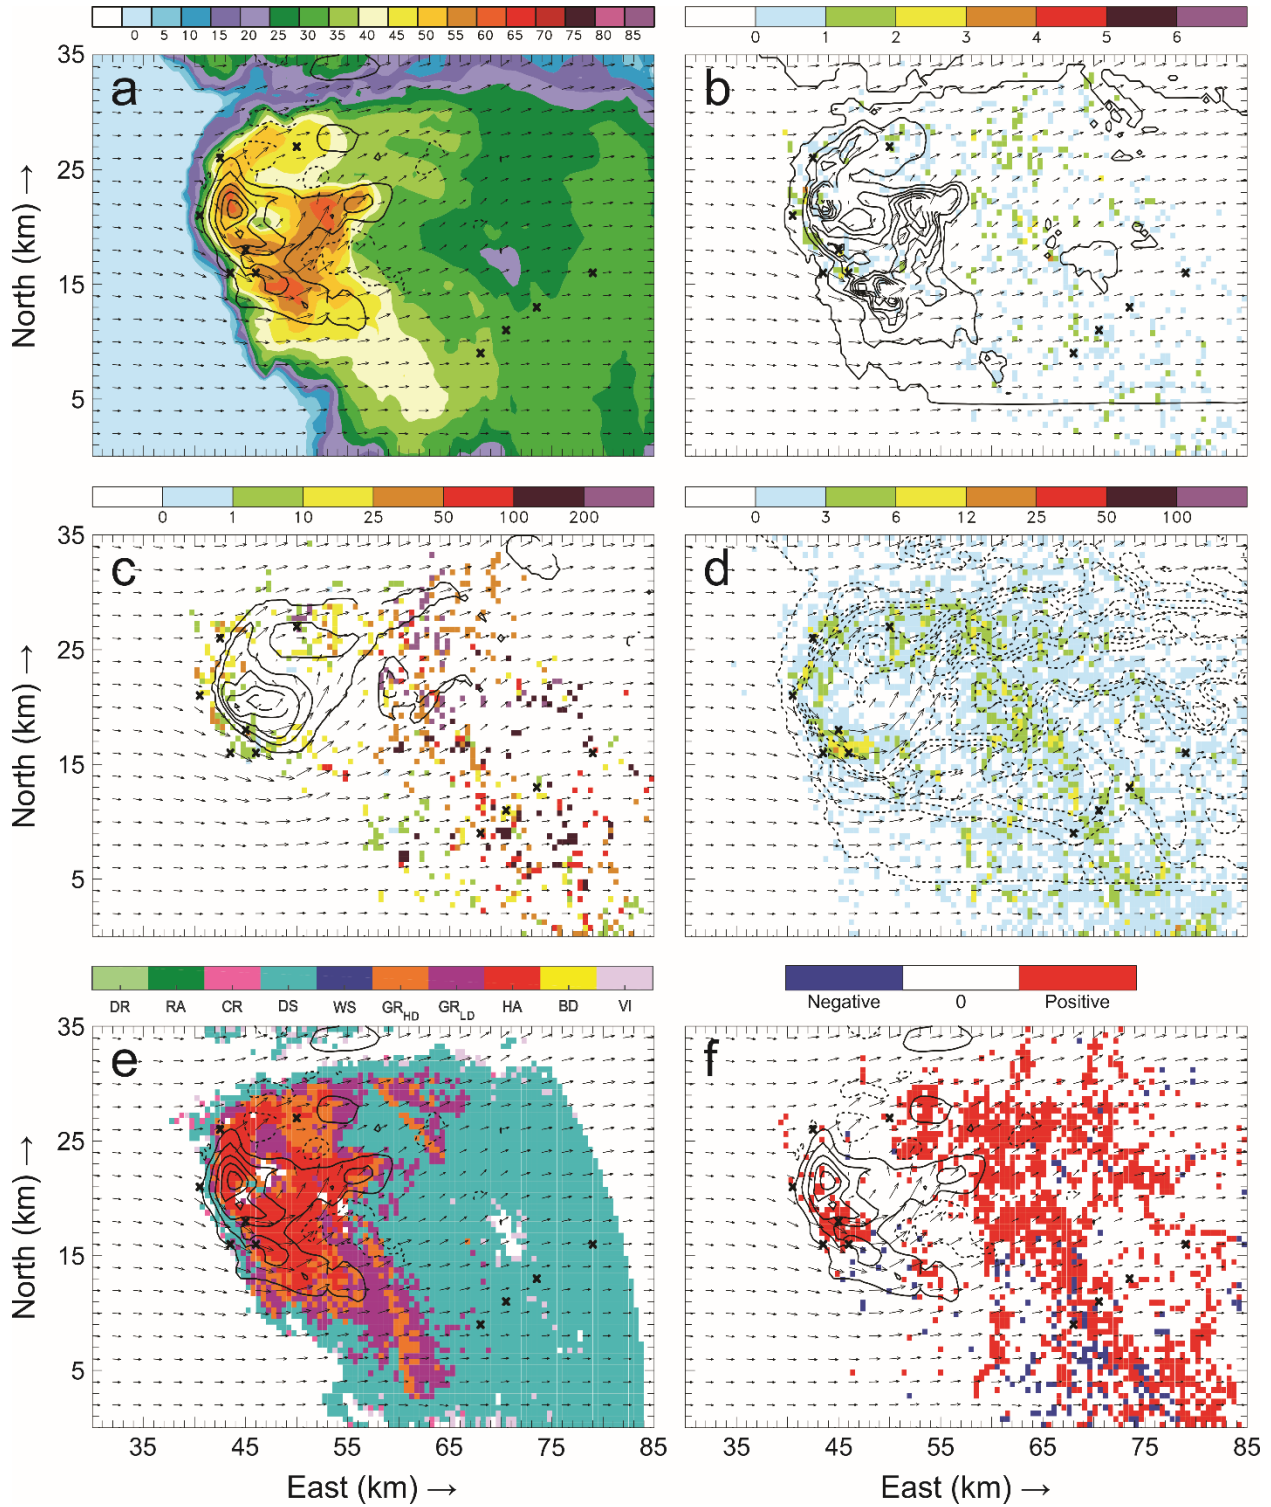 0 5 10 15 20 25 30 35 40 45 50 55 60 65 70 75 80 85
0 1 2 3 4 5 6
35
a
b
25
North (km) →
15
5
0 1 10 25 50 100 200
0 3 6 12 25 50 100
35
c
d
25
North (km) →
15
5
DR RA CR DS WS GR_HD GR_LD HA BD VI
Negative 0 Positive
35
e
f
25
North (km) →
15
5
35 45 55 65 75 85
35 45 55 65 75 85
East (km) →
East (km) →